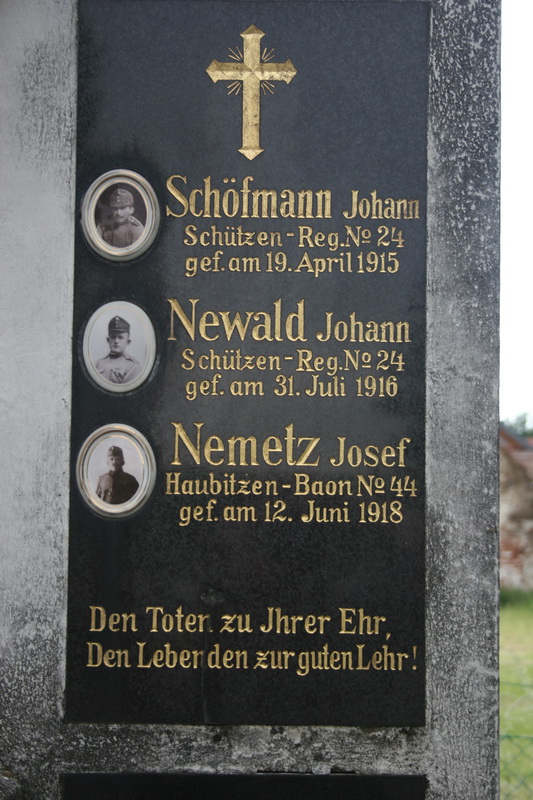 Schöfmann Johann
Schützen-Reg. No 24
gef. am 19. April 1915
Newald Johann
Schützen-Reg. No 24
gef. am 31. Juli 1916
Nemetz Josef
Haubitzen-Baon No 44
gef. am 12. Juni 1918
Den Toten zu Jhrer Ehr,
Den Lebenden zur guten Lehr!